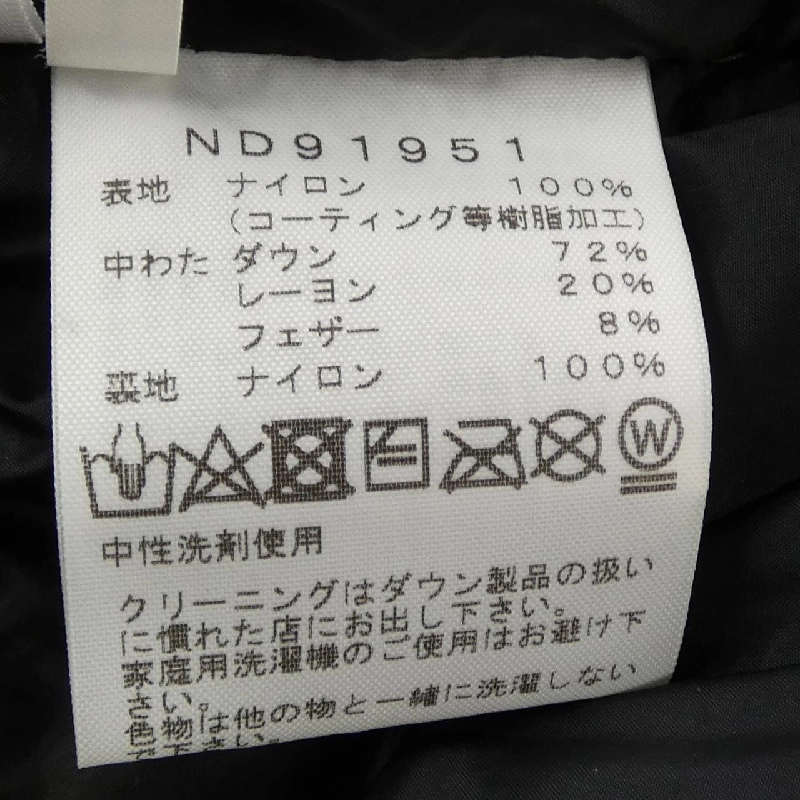 ND91951
表地 ナイロン 100%
(コーティング等樹脂加工)
中わた ダウン 72%
レーヨン 20%
フェザー 8%
裏地 ナイロン 100%
W
中性洗剤使用
クリーニングはダウン製品の扱い
に慣れた店にお出し下さい。
家庭用洗濯機のご使用はお避け下
さい。
色物は他の物と一緒に洗濯しない
で下さい。